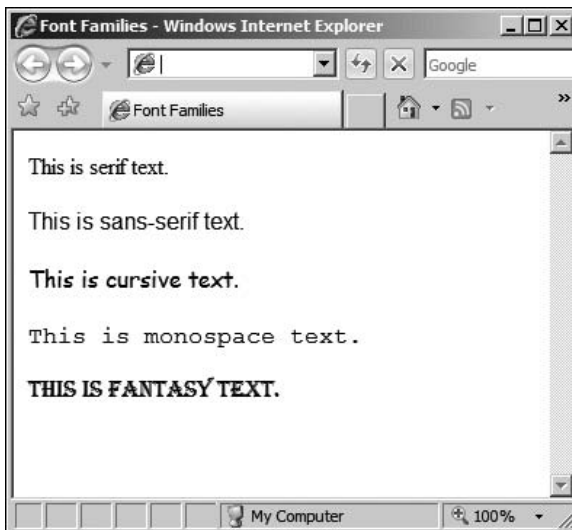 Font Families - Windows Internet Explorer
Google
Font Families
»
This is serif text.
This is sans-serif text.
This is cursive text.
This is monospace text.
THIS IS FANTASY TEXT.
My Computer
100%